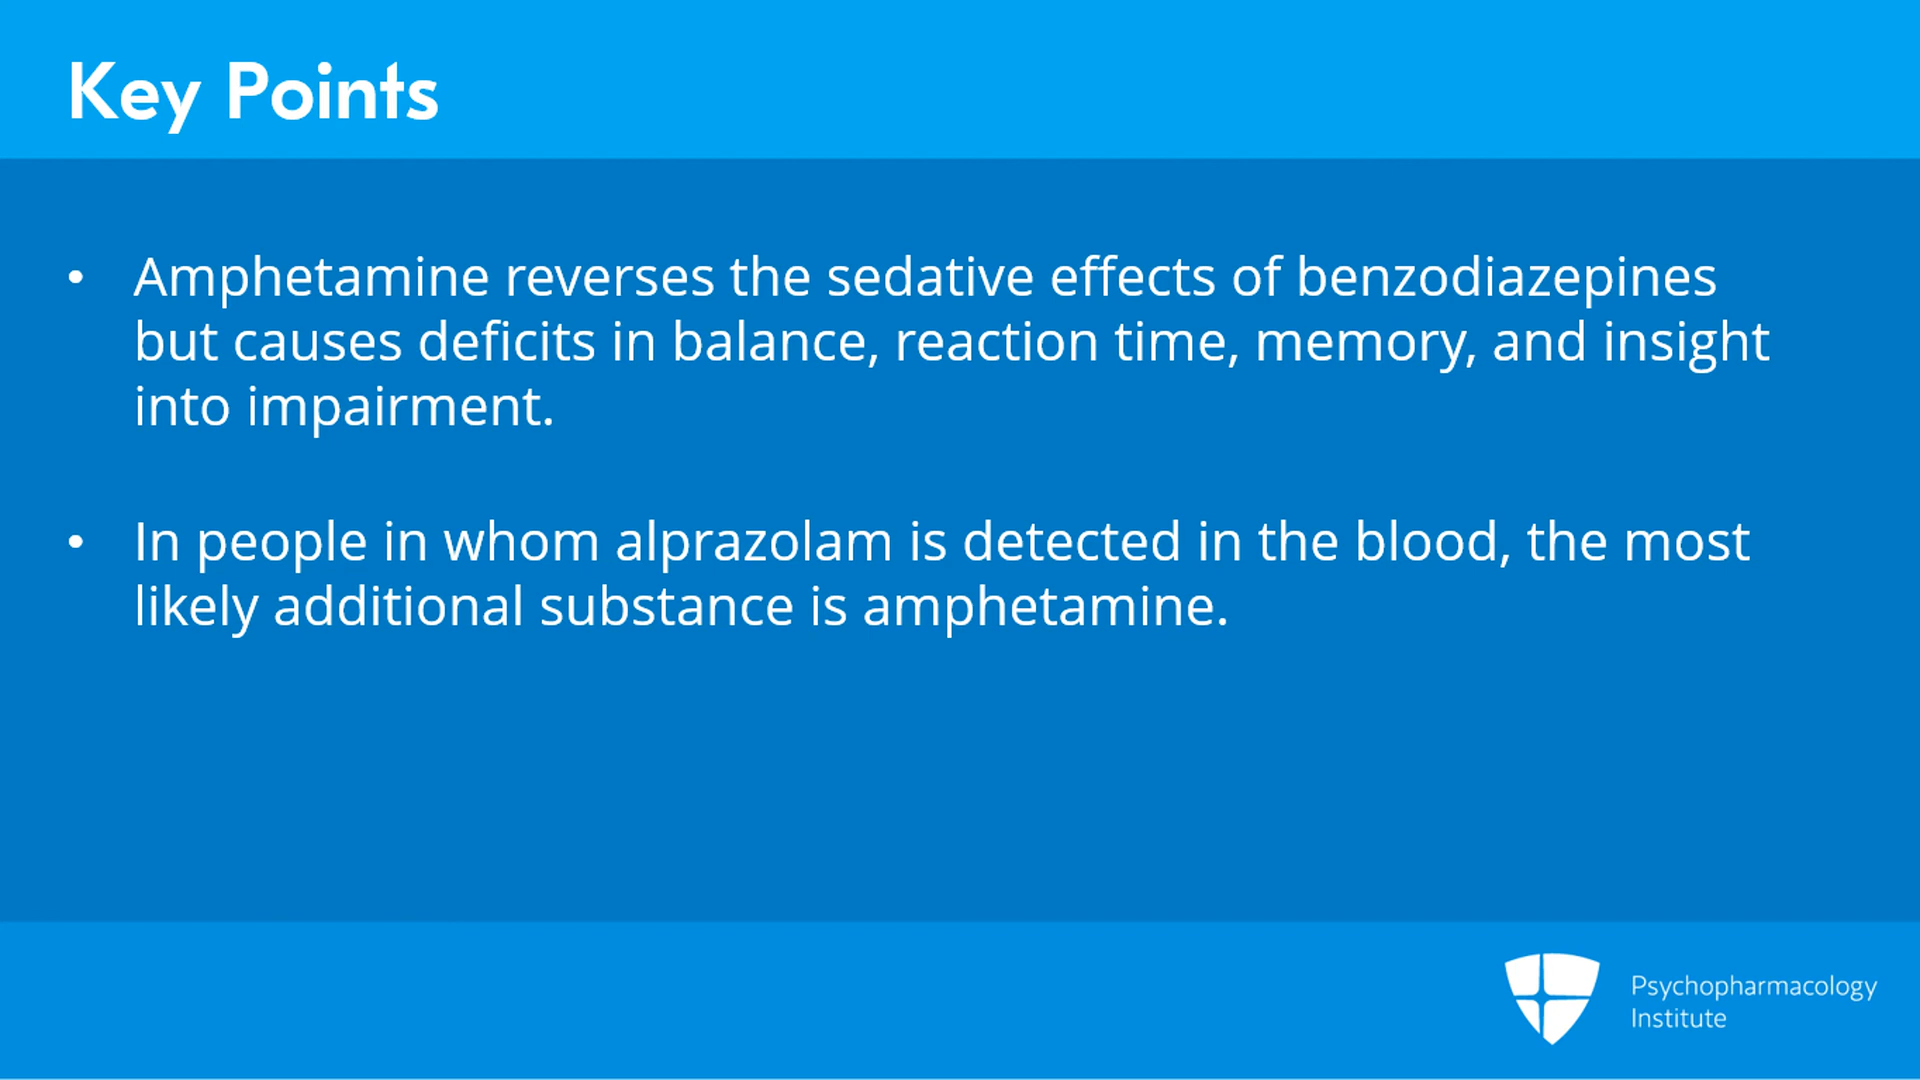 Key Points
• Amphetamine reverses the sedative effects of benzodiazepines
but causes deficits in balance, reaction time, memory, and insight
into impairment.
• In people in whom alprazolam is detected in the blood, the most
likely additional substance is amphetamine.
Psychopharmacology
Institute